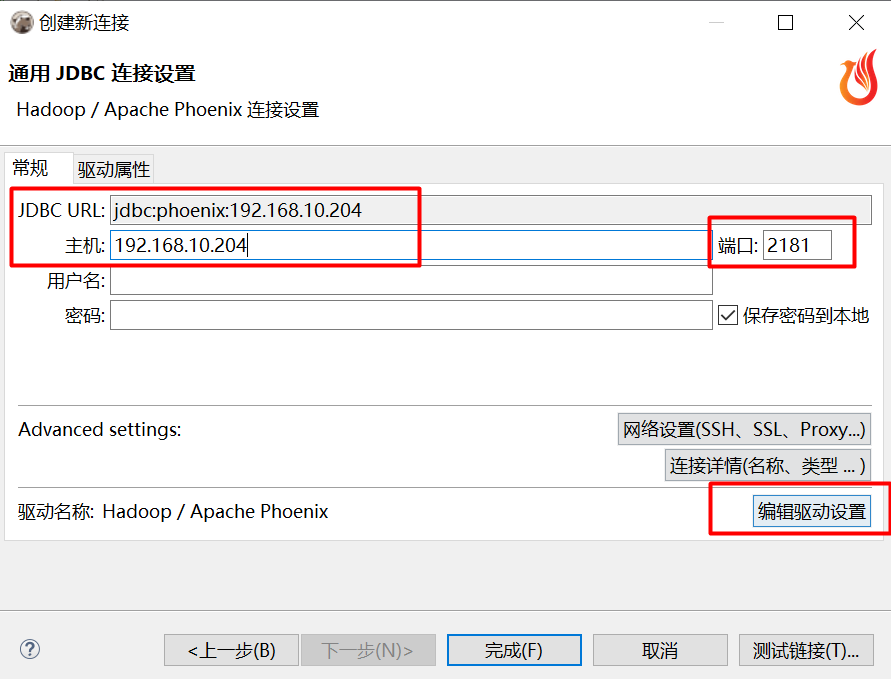 创建新连接
通用 JDBC 连接设置
Hadoop / Apache Phoenix 连接设置
常规 驱动属性
JDBC URL: jdbc:phoenix:192.168.10.204
主机: 192.168.10.204 端口: 2181
用户名:
密码: 保存密码到本地
Advanced settings: 网络设置(SSH、SSL、Proxy...)
连接详情(名称、类型 ... )
驱动名称: Hadoop / Apache Phoenix 编辑驱动设置
? <上一步(B) 下一步(N)> 完成(F) 取消 测试链接(T)...